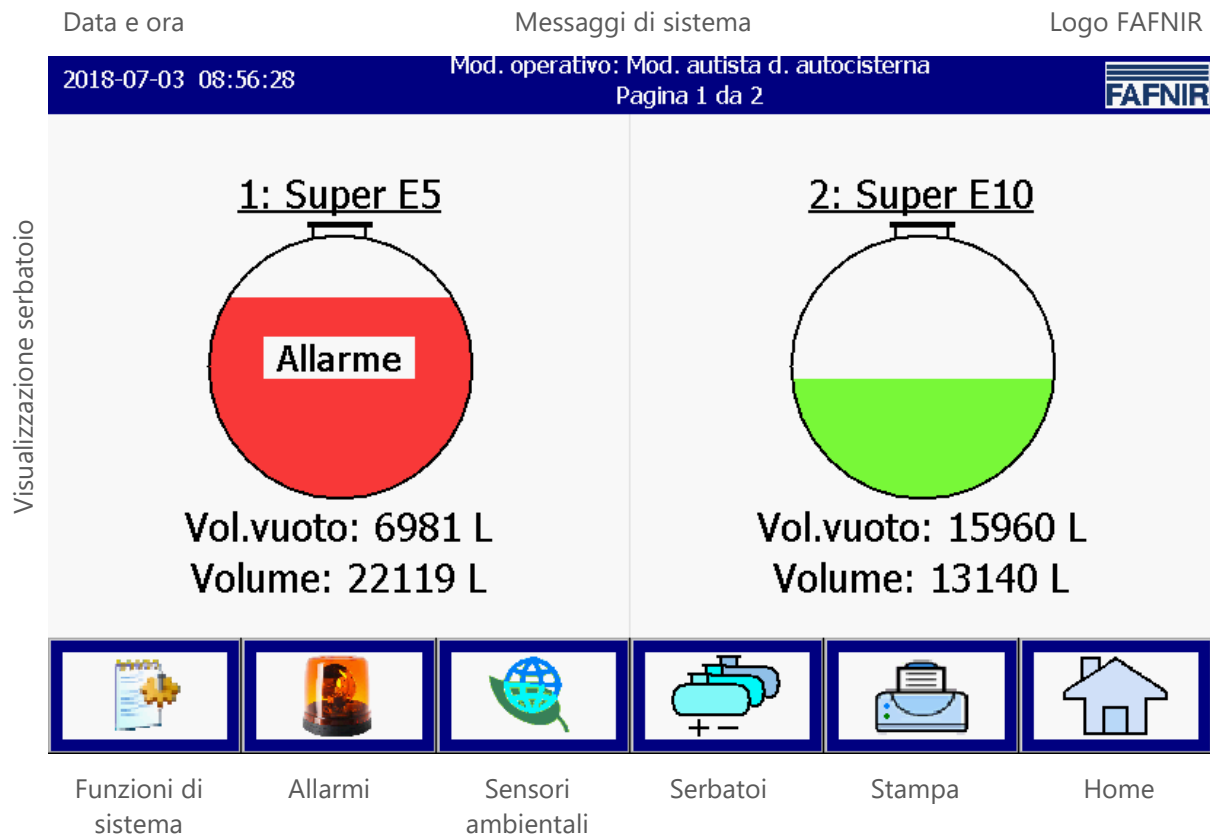 Data e ora
Messaggi di sistema
Logo FAFNIR
2018-07-03 08:56:28
Mod. operativo: Mod. autista d. autocisterna
Pagina 1 da 2
FAFNIR
Visualizzazione serbatoio
1: Super E5
Allarme
Vol.vuoto: 6981 L
Volume: 22119 L
2: Super E10
Vol.vuoto: 15960 L
Volume: 13140 L
+ −
Funzioni di
sistema
Allarmi
Sensori
ambientali
Serbatoi
Stampa
Home